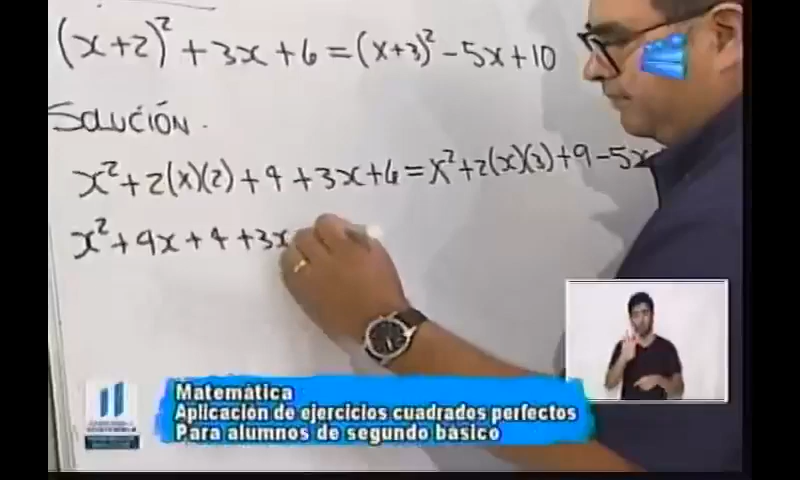 (x+2)² + 3x + 6 = (x+3)² - 5x + 10
SOLUCIÓN.
x² + 2(x)(2) + 4 + 3x + 6 = x² + 2(x)(3) + 9 - 5x
x² + 4x + 4 + 3x
Matemática
Aplicación de ejercicios cuadrados perfectos
Para alumnos de segundo básico